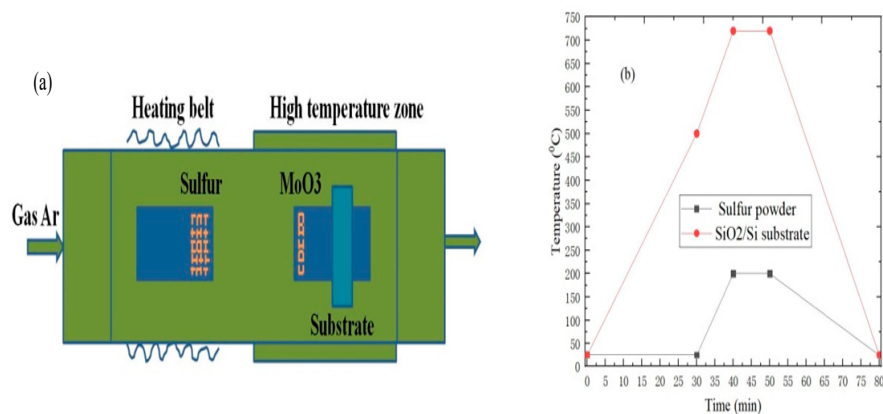 (a)
Heating belt
High temperature zone
Sulfur
MoO3
Gas Ar
Substrate
(b)
Temperature (°C)
750
700
650
600
550
500
450
400
350
300
250
200
150
100
50
0
Sulfur powder
SiO2/Si substrate
0 5 10 15 20 25 30 35 40 45 50 55 60 65 70 75 80
Time (min)